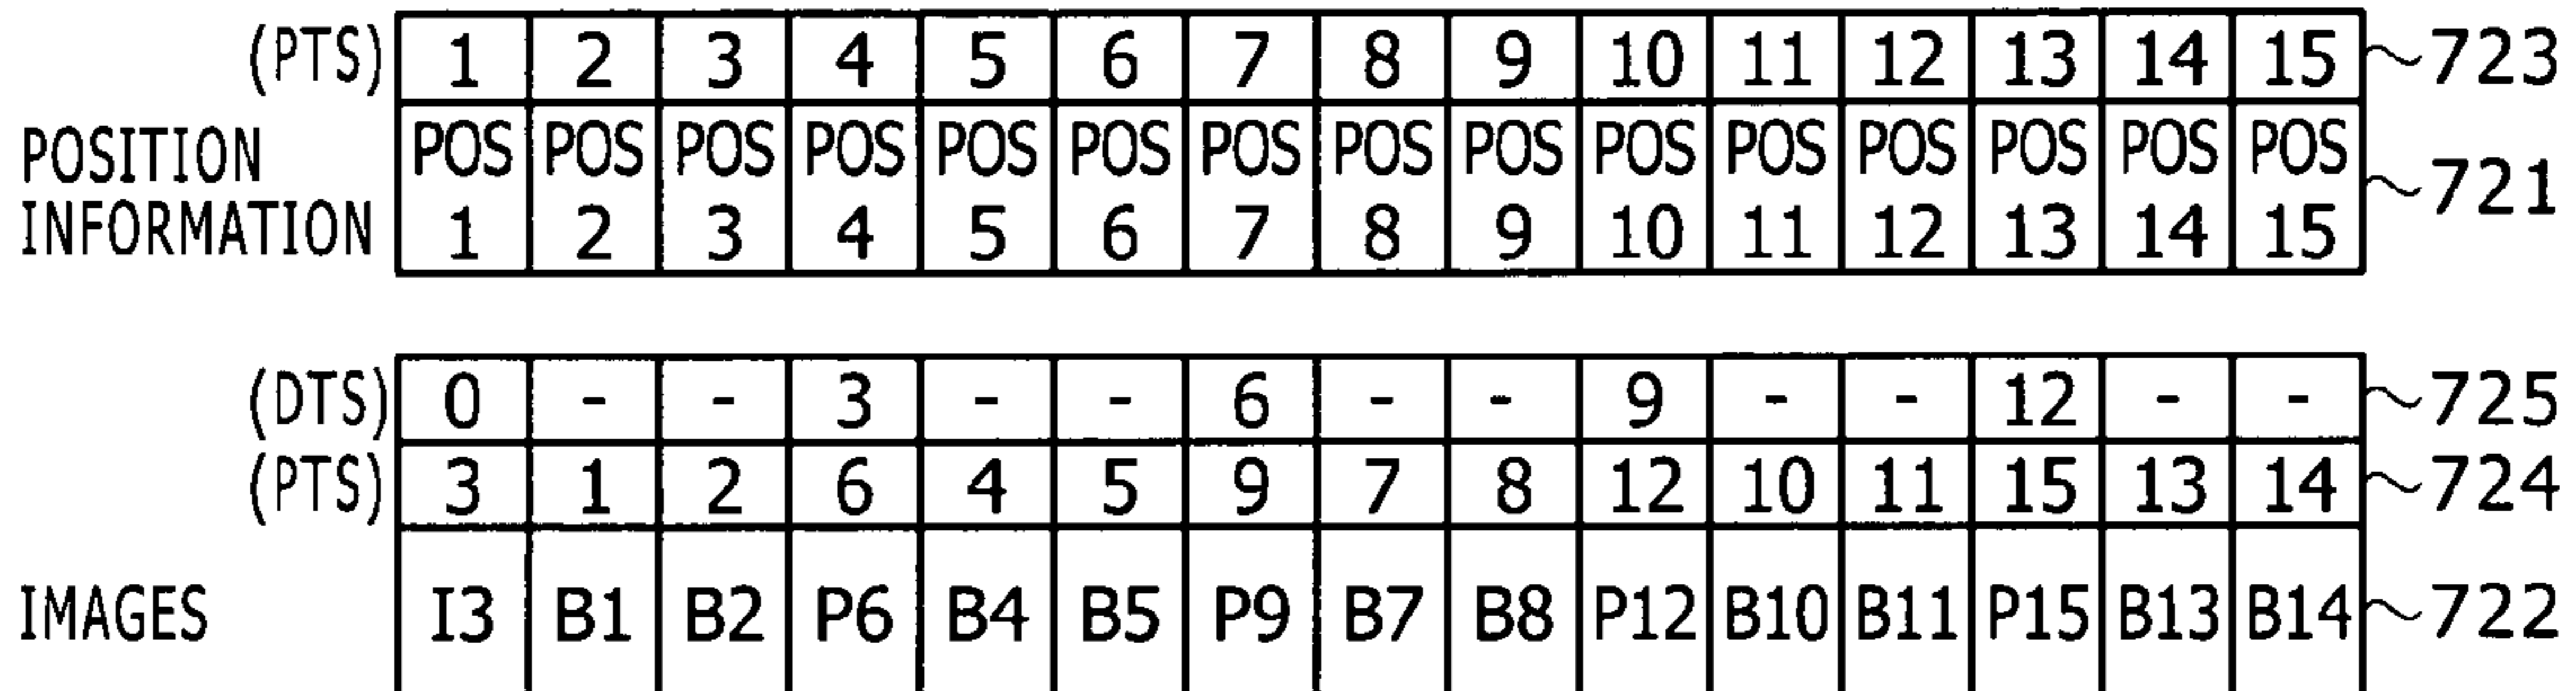 (PTS) 1 2 3 4 5 6 7 8 9 10 11 12 13 14 15 723
POSITION INFORMATION POS 1 POS 2 POS 3 POS 4 POS 5 POS 6 POS 7 POS 8 POS 9 POS 10 POS 11 POS 12 POS 13 POS 14 POS 15 721
(DTS) 0 - - 3 - - 6 - - 9 - - 12 - - 725
(PTS) 3 1 2 6 4 5 9 7 8 12 10 11 15 13 14 724
IMAGES I3 B1 B2 P6 B4 B5 P9 B7 B8 P12 B10 B11 P15 B13 B14 722